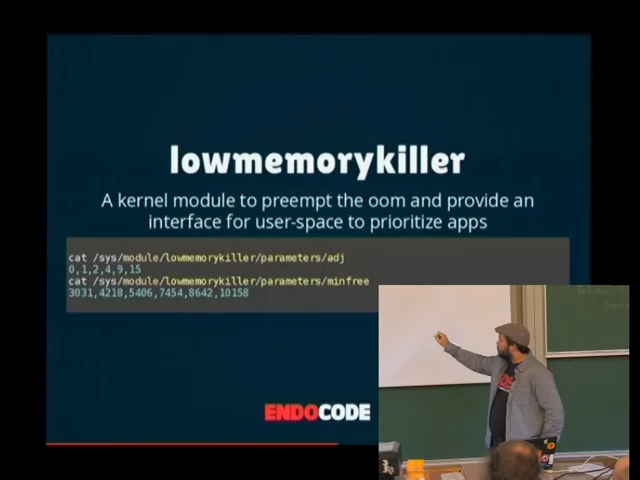 lowmemorykiller
A kernel module to preempt the oom and provide an
interface for user-space to prioritize apps
cat /sys/module/lowmemorykiller/parameters/adj
0,1,2,4,9,15
cat /sys/module/lowmemorykiller/parameters/minfree
3031,4218,5406,7454,8642,10158
ENDOCODE